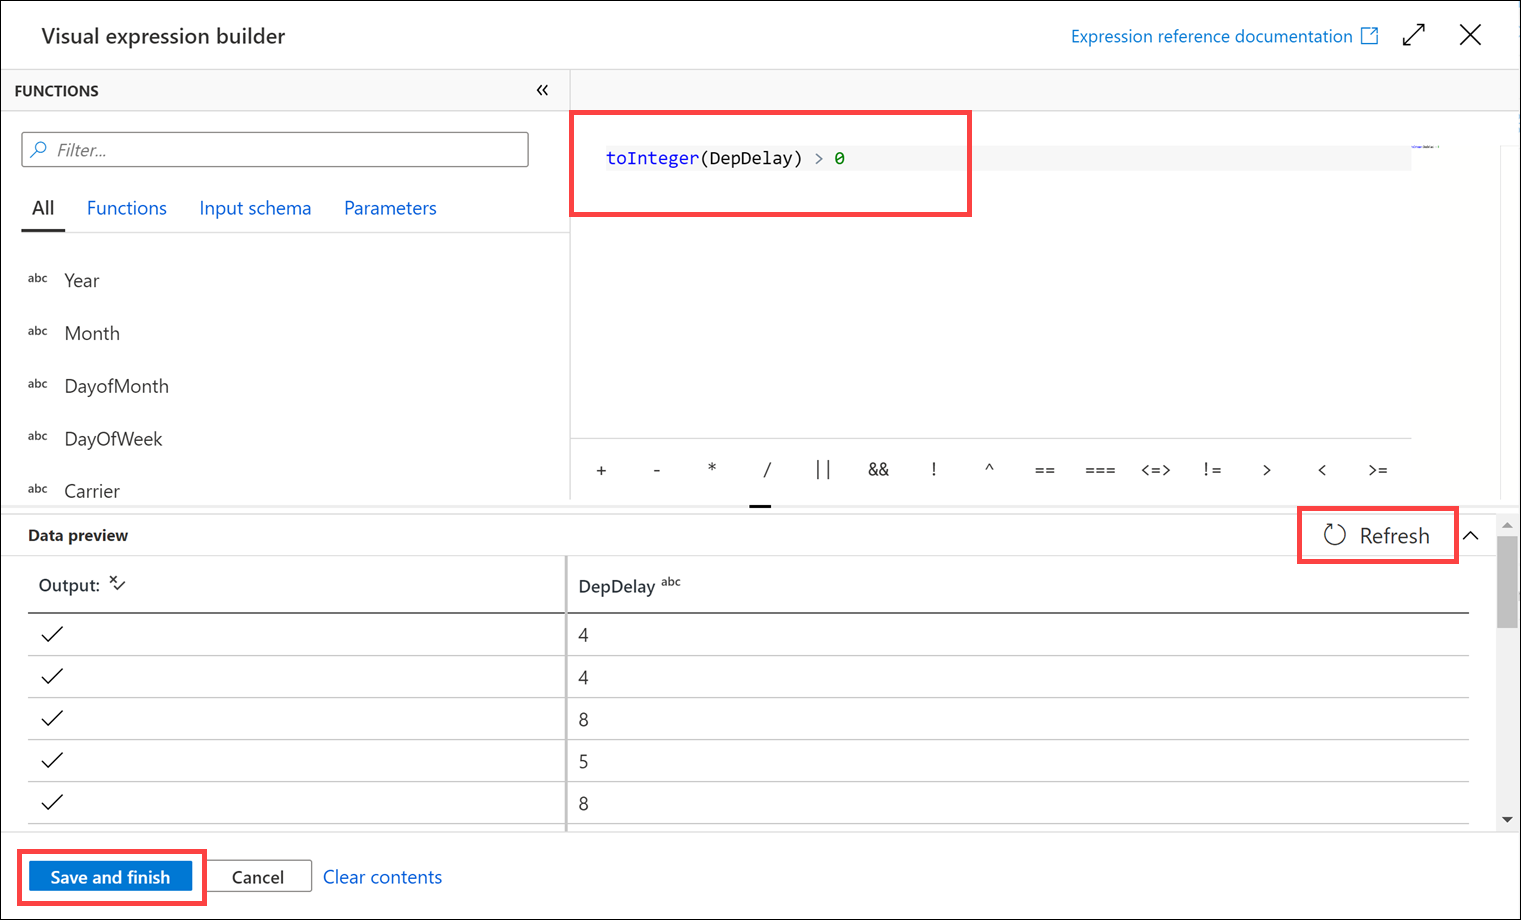 Visual expression builder
Expression reference documentation
FUNCTIONS
«
Filter...
All Functions Input schema Parameters
abc Year
abc Month
abc DayofMonth
abc DayOfWeek
abc Carrier
toInteger(DepDelay) > 0
+ - * / || && ! ^ == === <=> != > < >=
Data preview
Refresh
Output: DepDelay abc
4
4
8
5
8
Save and finish Cancel Clear contents